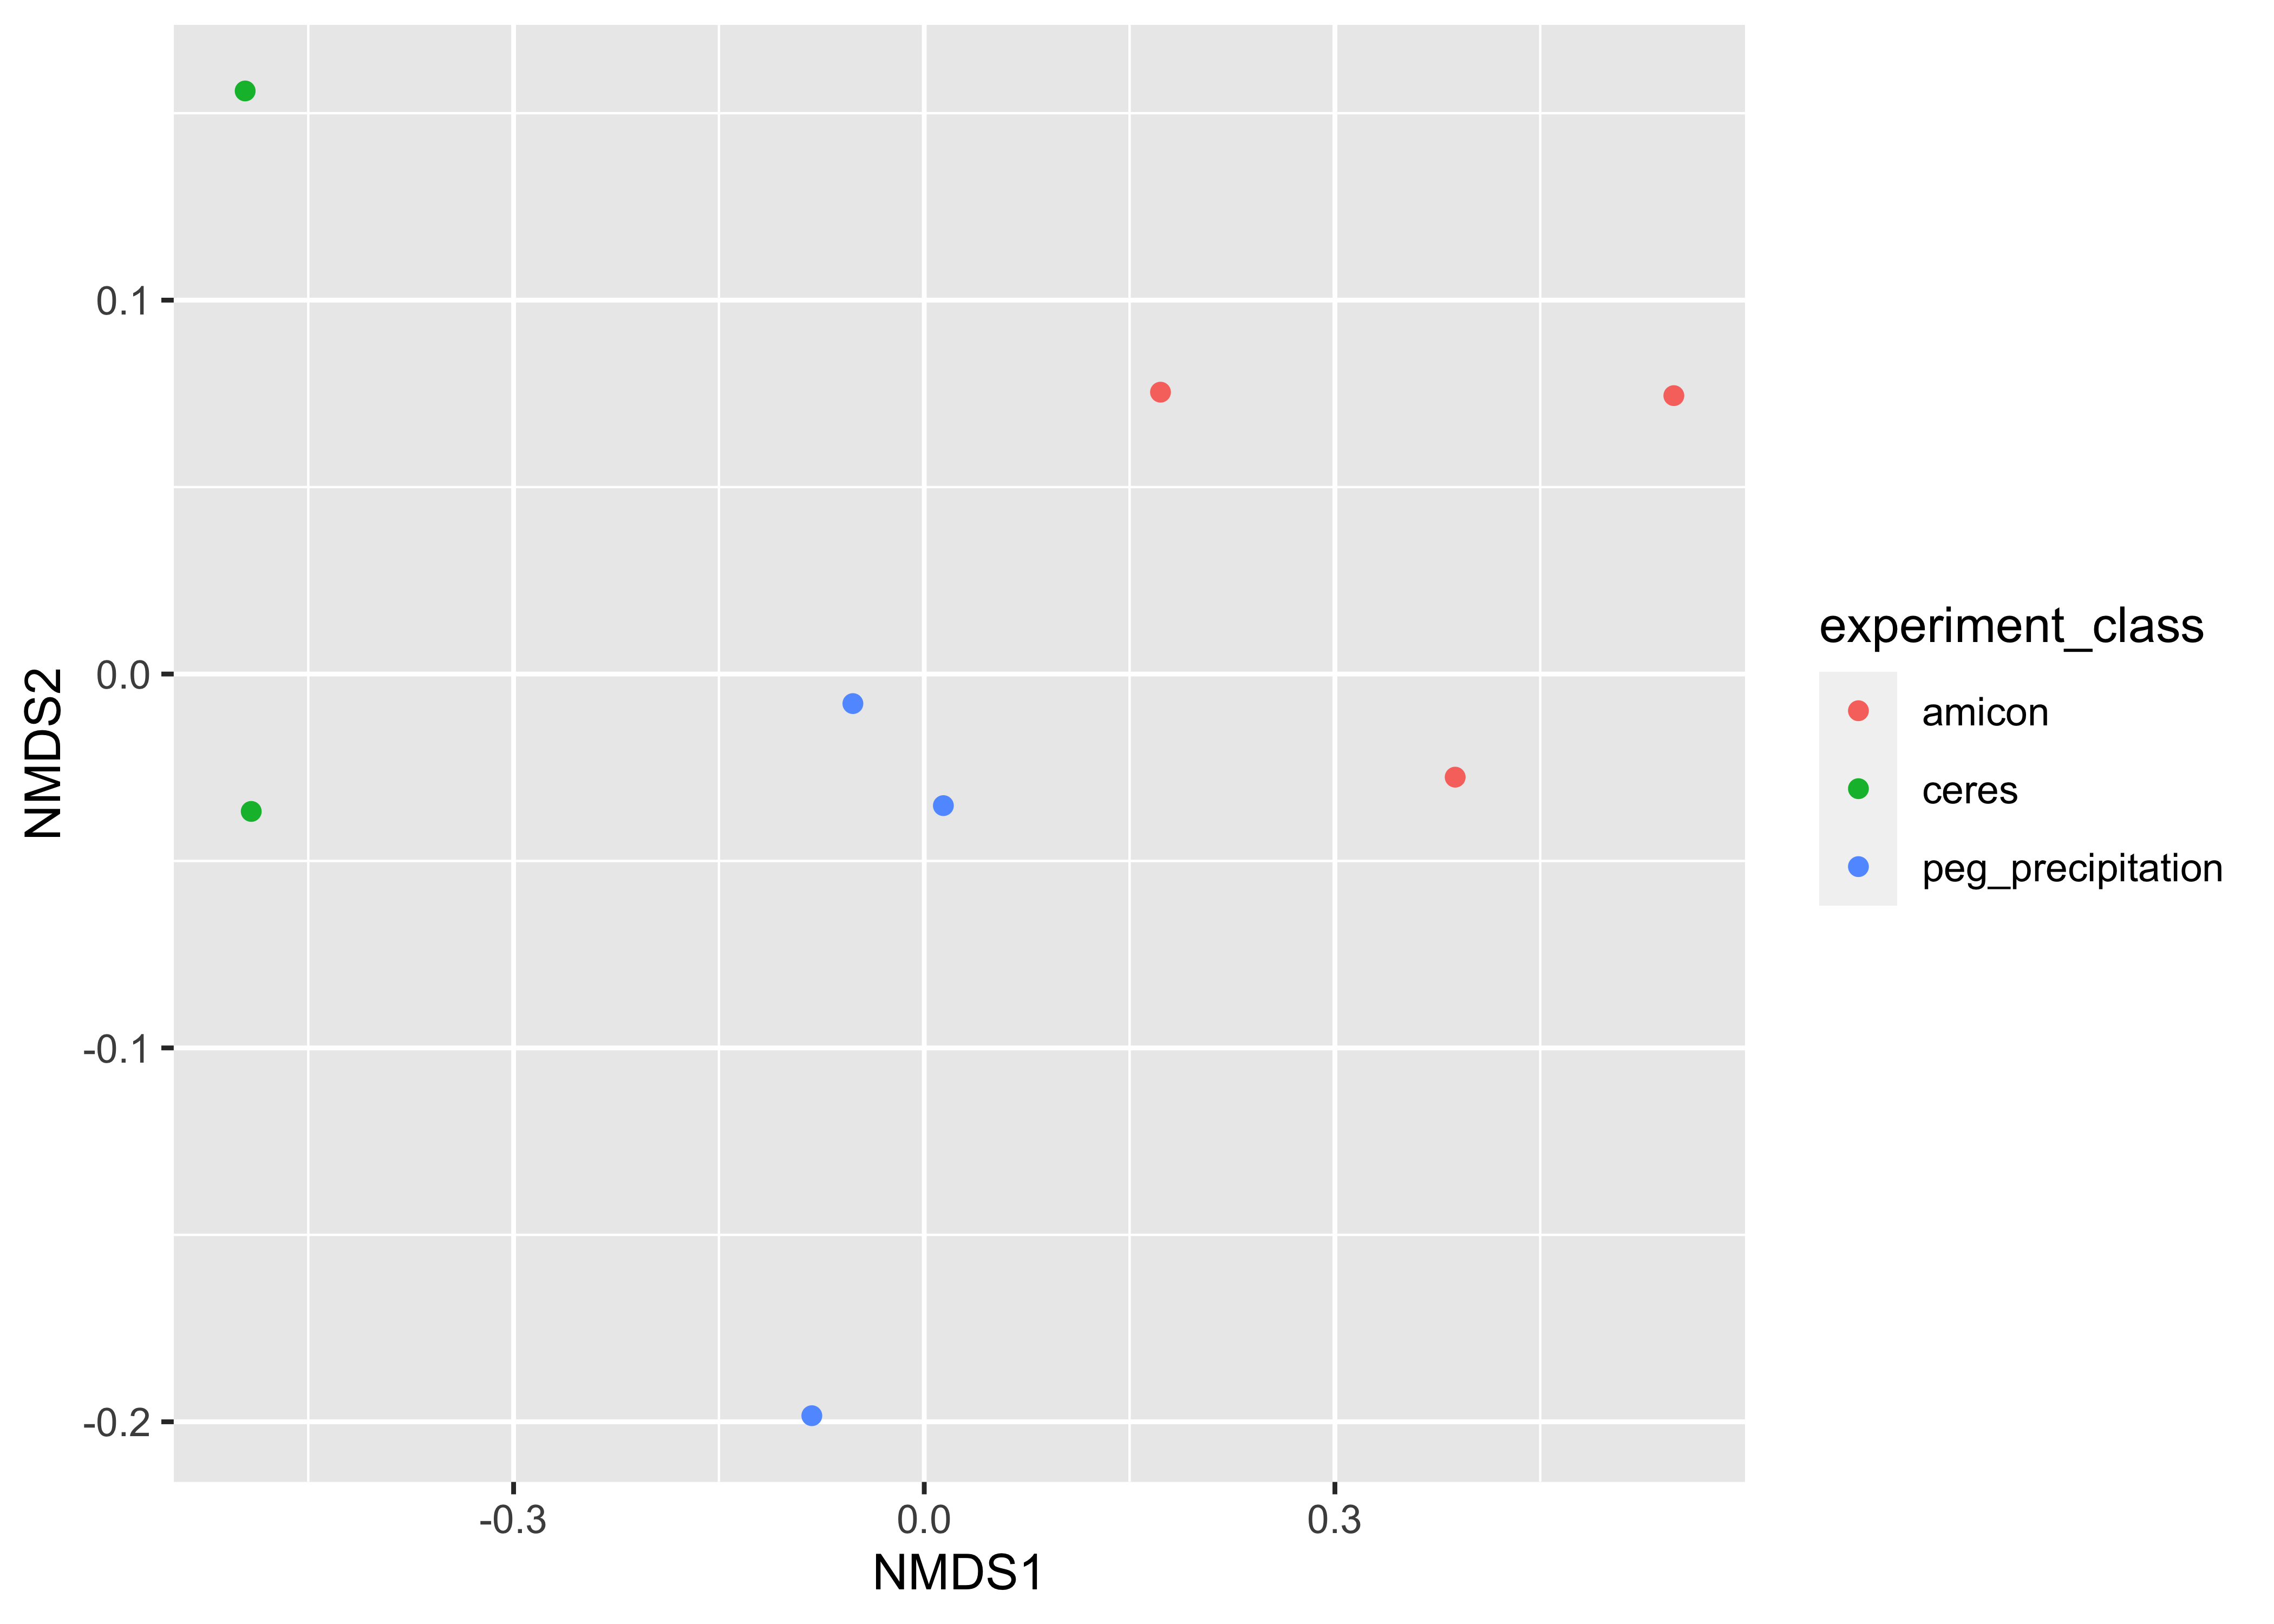 0.1
0.0
-0.1
-0.2
NMDS2
-0.3
0.0
0.3
NMDS1
experiment_class
amicon
ceres
peg_precipitation